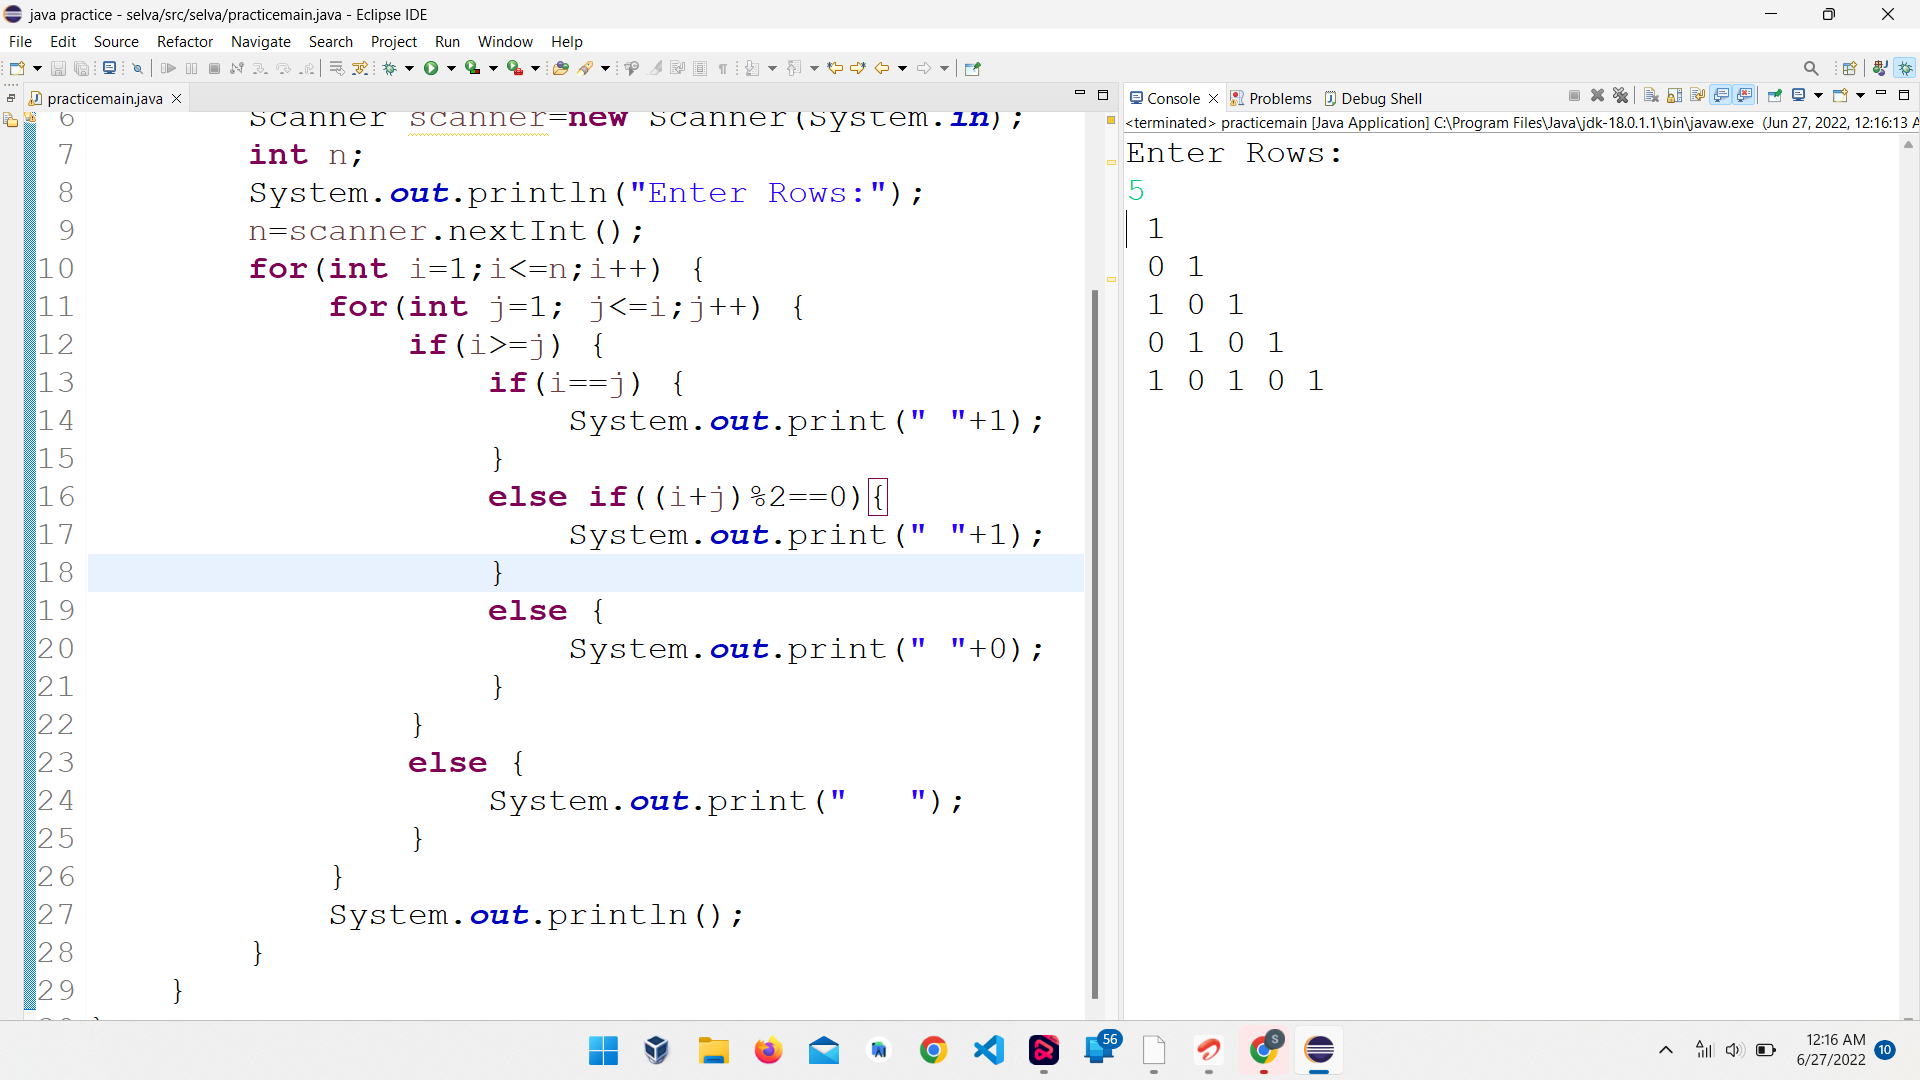 java practice - selva/src/selva/practicemain.java - Eclipse IDE
File Edit Source Refactor Navigate Search Project Run Window Help
practicemain.java
6 Scanner scanner=new Scanner(System.in);
7 int n;
8 System.out.println("Enter Rows:");
9 n=scanner.nextInt();
10 for(int i=1;i<=n;i++) {
11 for(int j=1; j<=i;j++) {
12 if(i>=j) {
13 if(i==j) {
14 System.out.print(" "+1);
15 }
16 else if((i+j)%2==0){
17 System.out.print(" "+1);
18 }
19 else {
20 System.out.print(" "+0);
21 }
22 }
23 else {
24 System.out.print("   ");
25 }
26 }
27 System.out.println();
28 }
29 }
Console Problems Debug Shell
<terminated> practicemain [Java Application] C:\Program Files\Java\jdk-18.0.1.1\bin\javaw.exe (Jun 27, 2022, 12:16:13 A
Enter Rows:
5
1
0 1
1 0 1
0 1 0 1
1 0 1 0 1
56
S
12:16 AM
6/27/2022
10